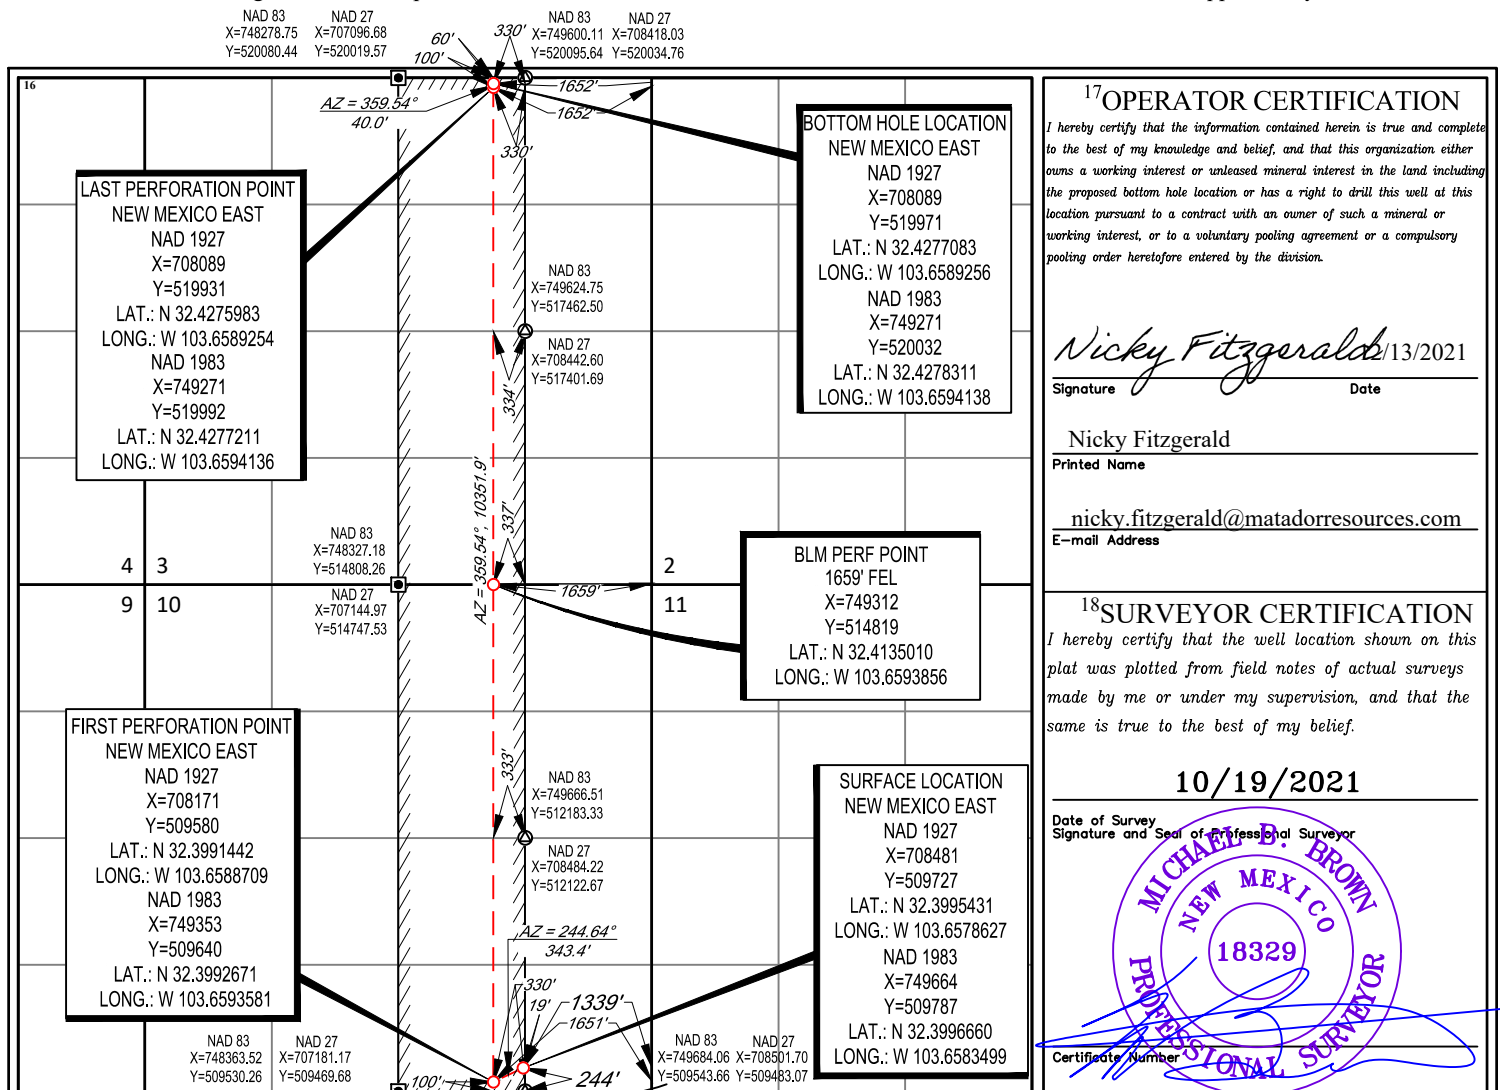 NAD 83
X=748278.75
Y=520080.44
NAD 27
X=707096.68
Y=520019.57
60'
100'
330'
NAD 83
X=749600.11
Y=520095.64
NAD 27
X=708418.03
Y=520034.76
16
AZ = 359.54°
40.0'
1652'
1652'
330'
LAST PERFORATION POINT
NEW MEXICO EAST
NAD 1927
X=708089
Y=519931
LAT.: N 32.4275983
LONG.: W 103.6589254
NAD 1983
X=749271
Y=519992
LAT.: N 32.4277211
LONG.: W 103.6594136
BOTTOM HOLE LOCATION
NEW MEXICO EAST
NAD 1927
X=708089
Y=519971
LAT.: N 32.4277083
LONG.: W 103.6589256
NAD 1983
X=749271
Y=520032
LAT.: N 32.4278311
LONG.: W 103.6594138
NAD 83
X=749624.75
Y=517462.50
NAD 27
X=708442.60
Y=517401.69
334'
AZ = 359.54°, 10351.9'
337'
NAD 83
X=748327.18
Y=514808.26
NAD 27
X=707144.97
Y=514747.53
4 3
9 10
2
11
1659'
BLM PERF POINT
1659' FEL
X=749312
Y=514819
LAT.: N 32.4135010
LONG.: W 103.6593856
FIRST PERFORATION POINT
NEW MEXICO EAST
NAD 1927
X=708171
Y=509580
LAT.: N 32.3991442
LONG.: W 103.6588709
NAD 1983
X=749353
Y=509640
LAT.: N 32.3992671
LONG.: W 103.6593581
333'
NAD 83
X=749666.51
Y=512183.33
NAD 27
X=708484.22
Y=512122.67
AZ = 244.64°
343.4'
SURFACE LOCATION
NEW MEXICO EAST
NAD 1927
X=708481
Y=509727
LAT.: N 32.3995431
LONG.: W 103.6578627
NAD 1983
X=749664
Y=509787
LAT.: N 32.3996660
LONG.: W 103.6583499
330'
19'
1339'
1651'
NAD 83
X=748363.52
Y=509530.26
NAD 27
X=707181.17
Y=509469.68
100'
244'
NAD 83
X=749684.06
Y=509543.66
NAD 27
X=708501.70
Y=509483.07
17OPERATOR CERTIFICATION
I hereby certify that the information contained herein is true and complete
to the best of my knowledge and belief, and that this organization either
owns a working interest or unleased mineral interest in the land including
the proposed bottom hole location or has a right to drill this well at this
location pursuant to a contract with an owner of such a mineral or
working interest, or to a voluntary pooling agreement or a compulsory
pooling order heretofore entered by the division.
Nicky Fitzgerald /13/2021
Signature Date
Nicky Fitzgerald
Printed Name
nicky.fitzgerald@matadorresources.com
E-mail Address
18SURVEYOR CERTIFICATION
I hereby certify that the well location shown on this
plat was plotted from field notes of actual surveys
made by me or under my supervision, and that the
same is true to the best of my belief.
10/19/2021
Date of Survey
Signature and Seal of Professional Surveyor
MICHAEL B. BROWN
NEW MEXICO
18329
PROFESSIONAL SURVEYOR
Certificate Number